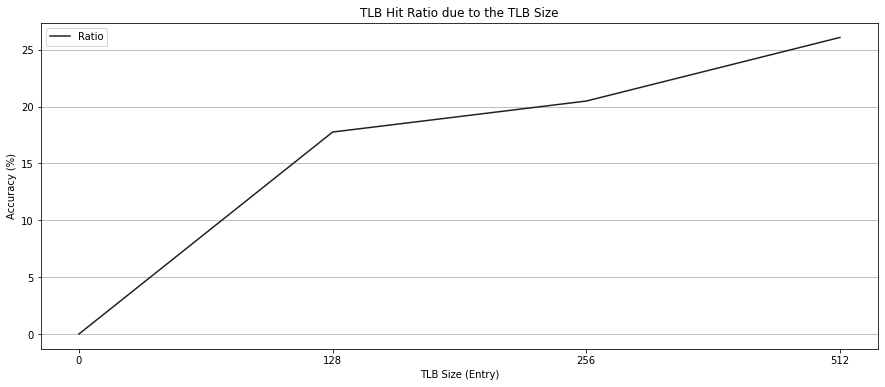 TLB Hit Ratio due to the TLB Size
Ratio
25
20
15
10
5
0
Accuracy (%)
0 128 256 512
TLB Size (Entry)